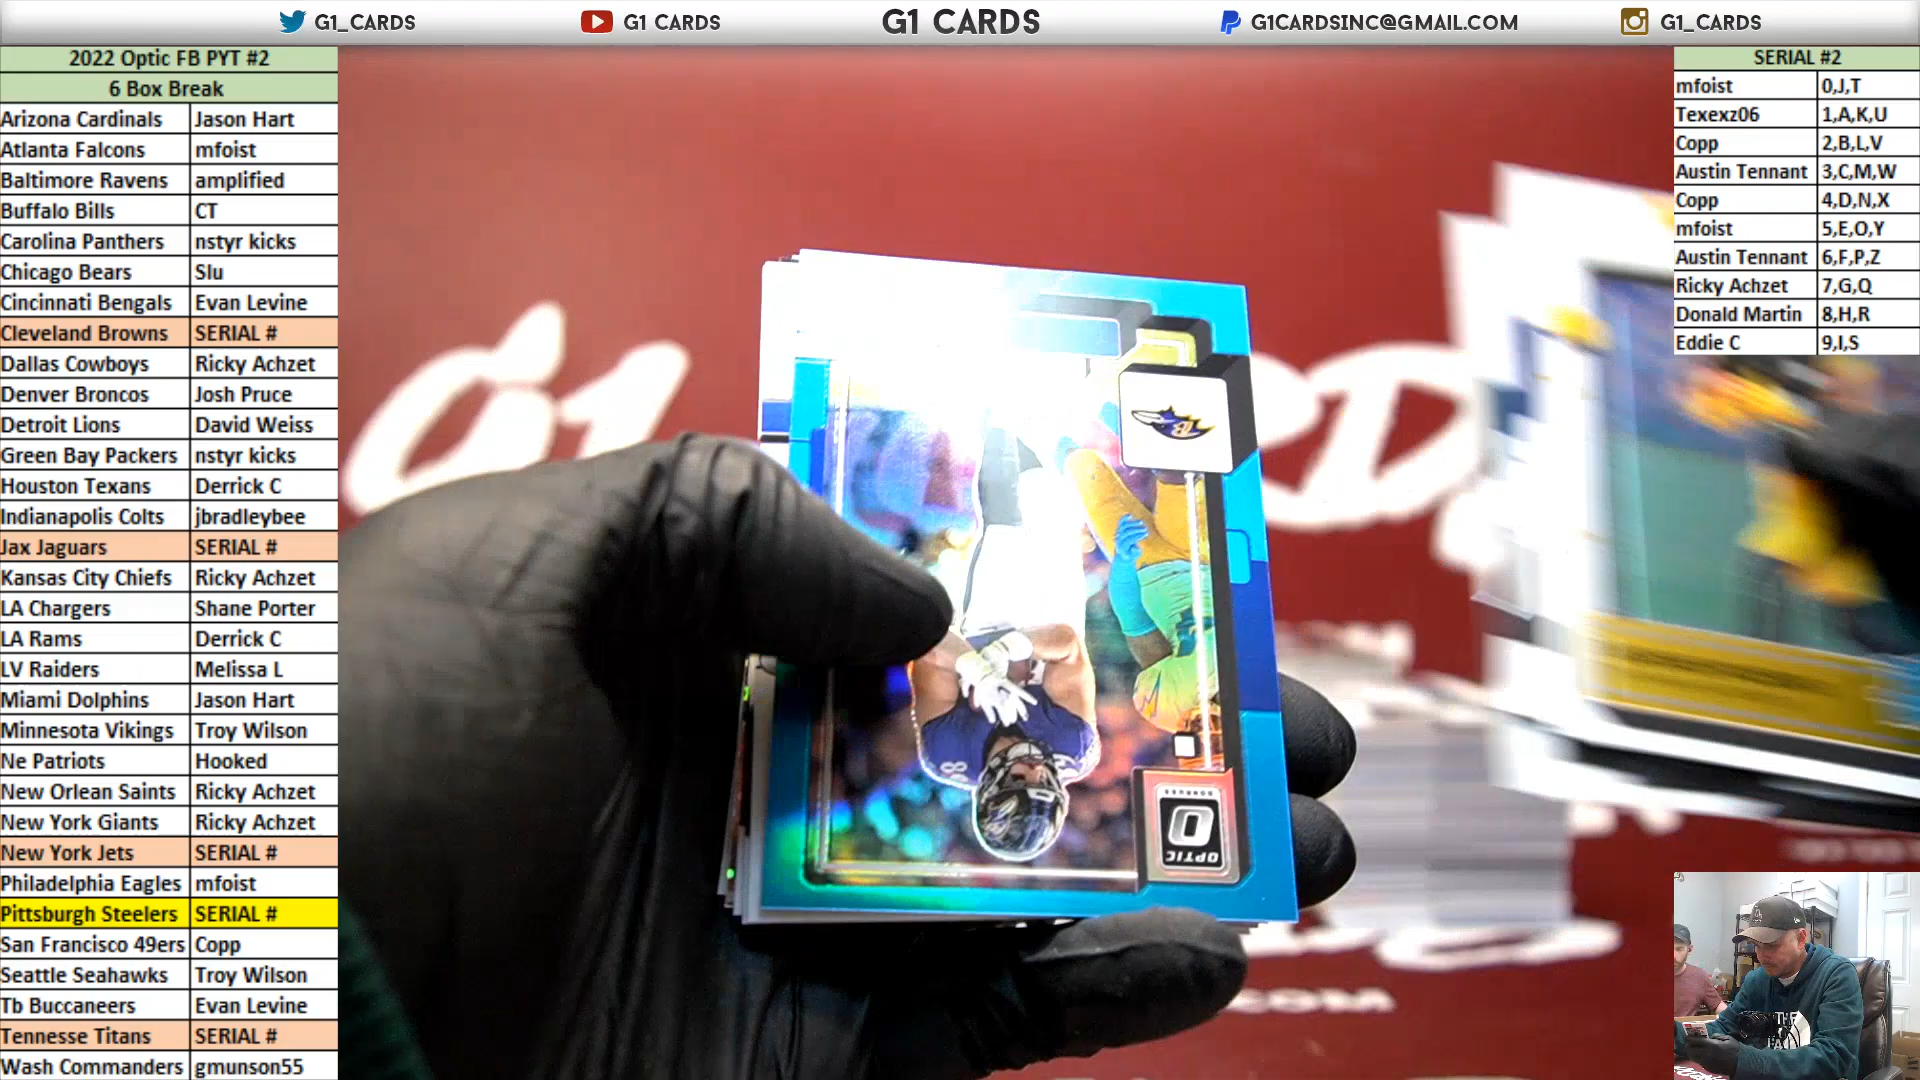 G1_CARDS
G1 CARDS
G1 CARDS
G1CARDSINC@GMAIL.COM
G1_CARDS
2022 Optic FB PYT #2
6 Box Break
Arizona Cardinals Jason Hart
Atlanta Falcons mfoist
Baltimore Ravens amplified
Buffalo Bills CT
Carolina Panthers nstyr kicks
Chicago Bears Slu
Cincinnati Bengals Evan Levine
Cleveland Browns SERIAL #
Dallas Cowboys Ricky Achzet
Denver Broncos Josh Pruce
Detroit Lions David Weiss
Green Bay Packers nstyr kicks
Houston Texans Derrick C
Indianapolis Colts jbradleybee
Jax Jaguars SERIAL #
Kansas City Chiefs Ricky Achzet
LA Chargers Shane Porter
LA Rams Derrick C
LV Raiders Melissa L
Miami Dolphins Jason Hart
Minnesota Vikings Troy Wilson
Ne Patriots Hooked
New Orlean Saints Ricky Achzet
New York Giants Ricky Achzet
New York Jets SERIAL #
Philadelphia Eagles mfoist
Pittsburgh Steelers SERIAL #
San Francisco 49ers Copp
Seattle Seahawks Troy Wilson
Tb Buccaneers Evan Levine
Tennesse Titans SERIAL #
Wash Commanders gmunson55
SERIAL #2
mfoist 0,J,T
Texexz06 1,A,K,U
Copp 2,B,L,V
Austin Tennant 3,C,M,W
Copp 4,D,N,X
mfoist 5,E,O,Y
Austin Tennant 6,F,P,Z
Ricky Achzet 7,G,Q
Donald Martin 8,H,R
Eddie C 9,I,S
G1
B
DONRUSS
O
OPTIC
THE